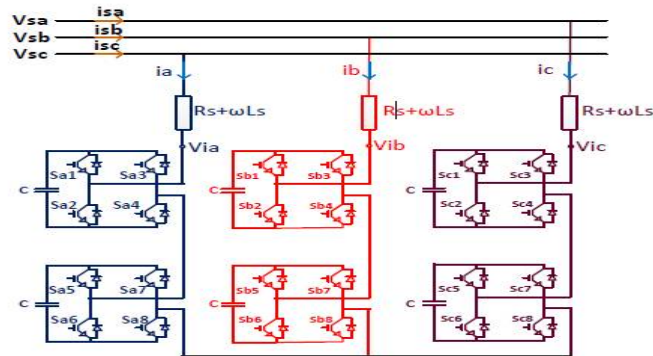 Vsa isa
Vsb isb
Vsc isc
ia ib ic
Rs+ωLs Rs+ωLs Rs+ωLs
Via Vib Vic
Sa1 Sa3 Sb1 Sb3 Sc1 Sc3
C C C
Sa2 Sa4 Sb2 Sb4 Sc2 Sc4
Sa5 Sa7 Sb5 Sb7 Sc5 Sc7
C C C
Sa6 Sa8 Sb6 Sb8 Sc6 Sc8